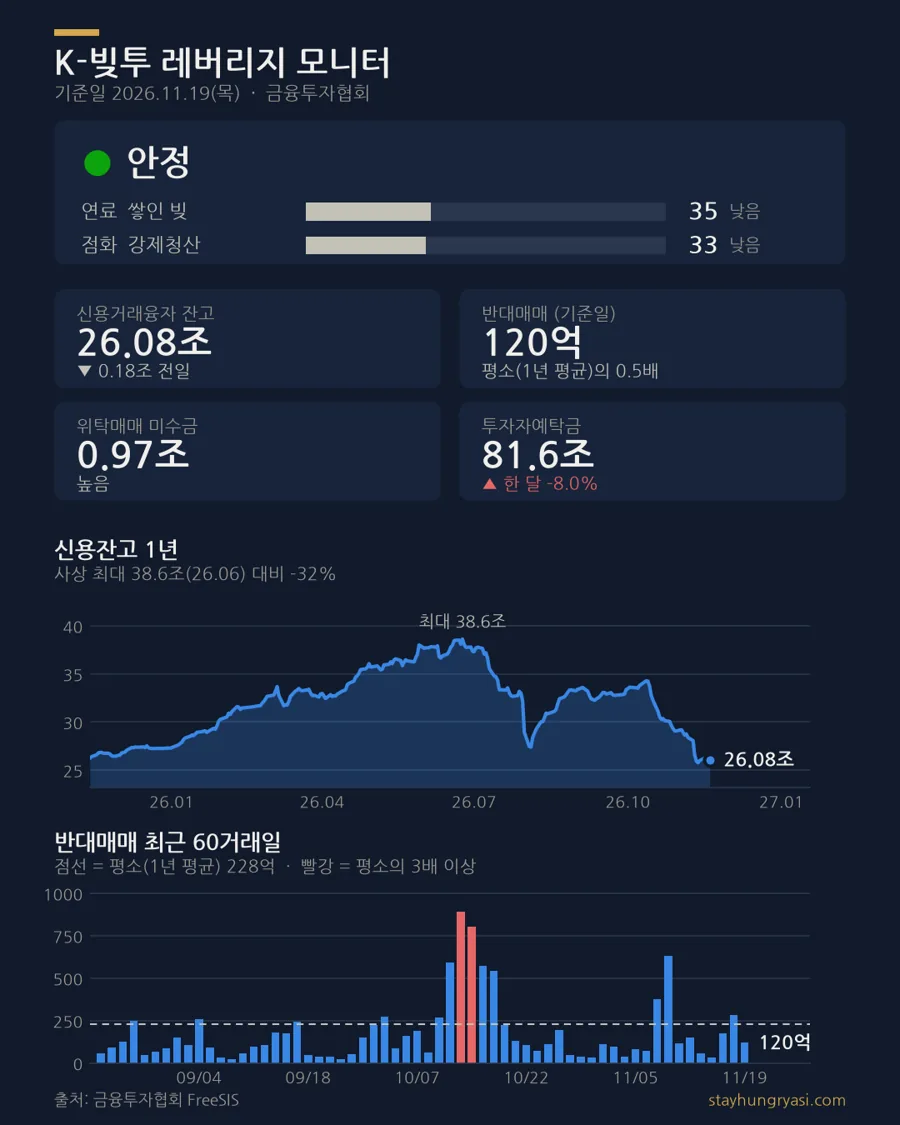 K-빚투 레버리지 모니터
기준일 2026.11.19(목) · 금융투자협회
안정
연료 쌓인 빚 35 낮음
점화 강제청산 33 낮음
신용거래융자 잔고
26.08조
▼ 0.18조 전일
반대매매 (기준일)
120억
평소(1년 평균)의 0.5배
위탁매매 미수금
0.97조
높음
투자자예탁금
81.6조
▲ 한 달 -8.0%
신용잔고 1년
사상 최대 38.6조(26.06) 대비 -32%
최대 38.6조
40
35
30
25
26.08조
26.01 26.04 26.07 26.10 27.01
반대매매 최근 60거래일
점선 = 평소(1년 평균) 228억 · 빨강 = 평소의 3배 이상
1000
750
500
250
0
120억
09/04 09/18 10/07 10/22 11/05 11/19
출처: 금융투자협회 FreeSIS
stayhungryasi.com